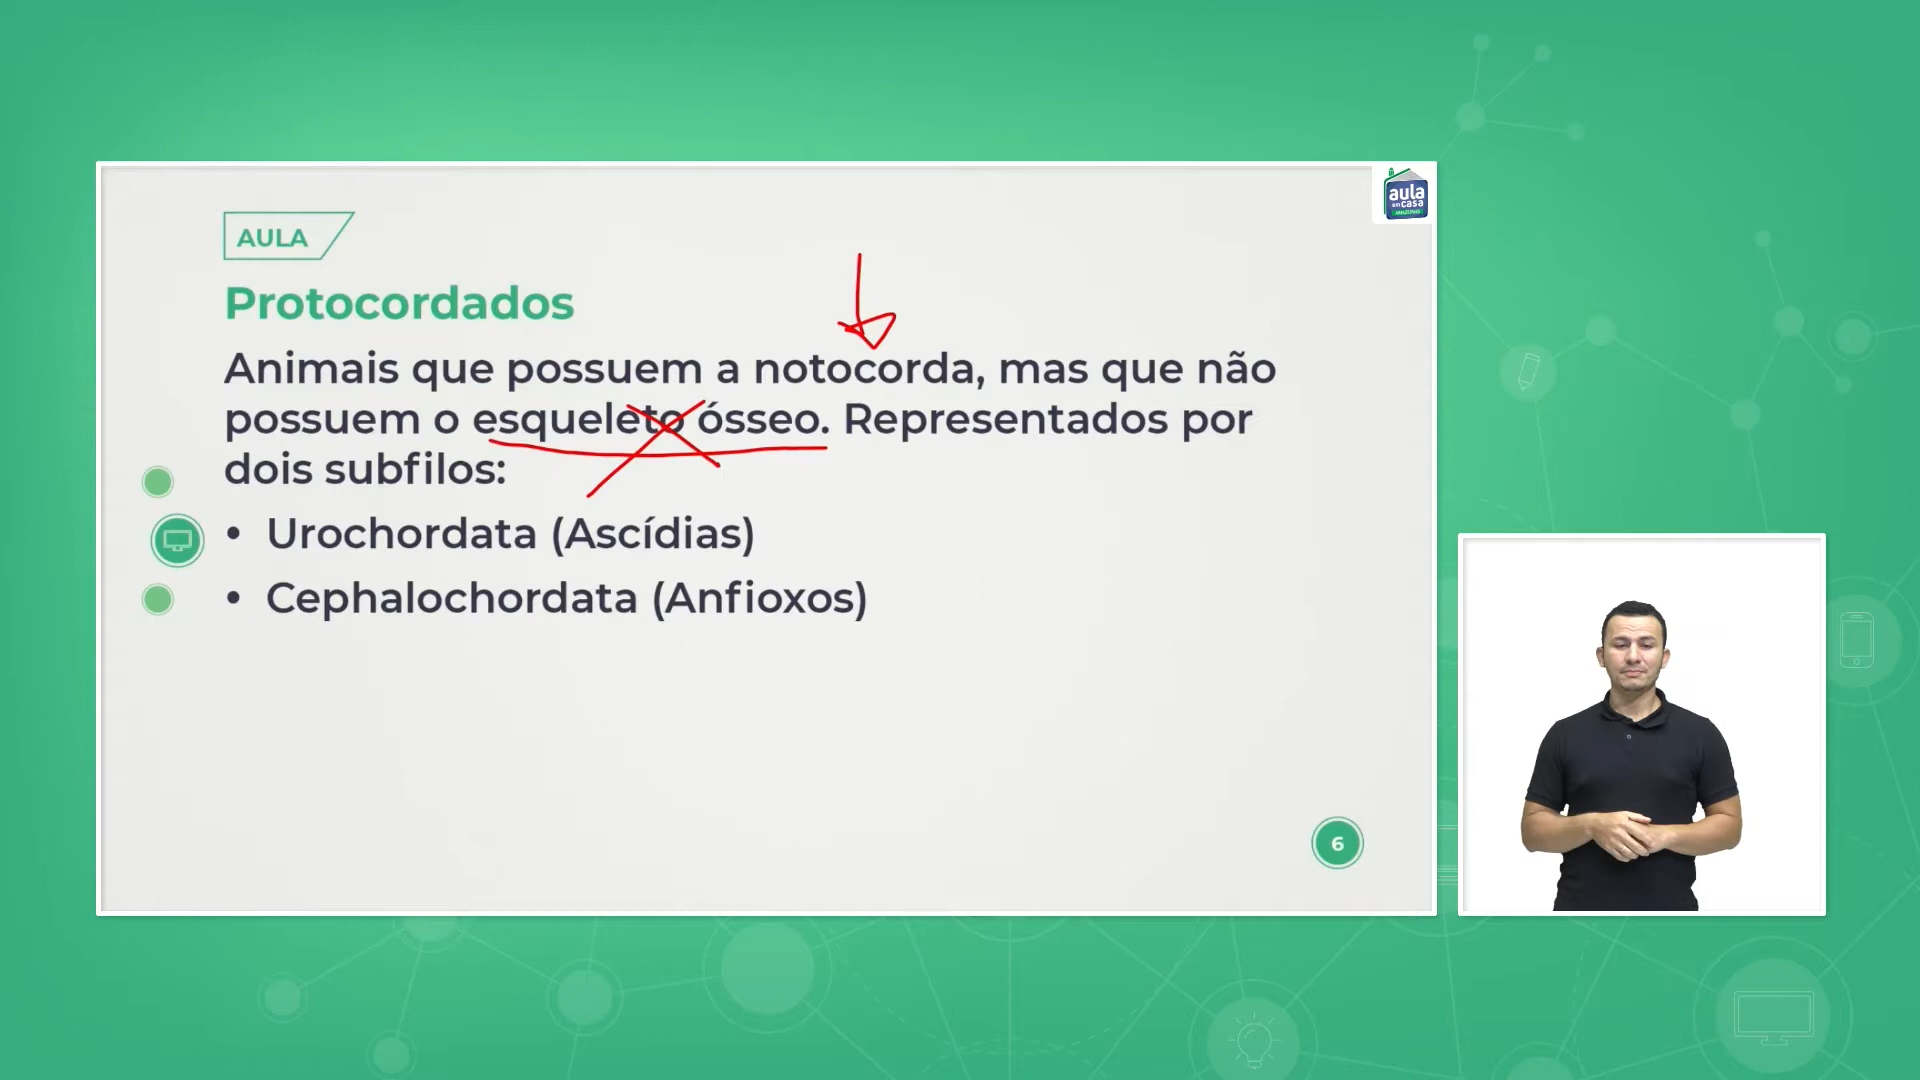 aula
em casa
AMAZONAS
AULA
Protocordados
Animais que possuem a notocorda, mas que não
possuem o esqueleto ósseo. Representados por
dois subfilos:
• Urochordata (Ascídias)
• Cephalochordata (Anfioxos)
6